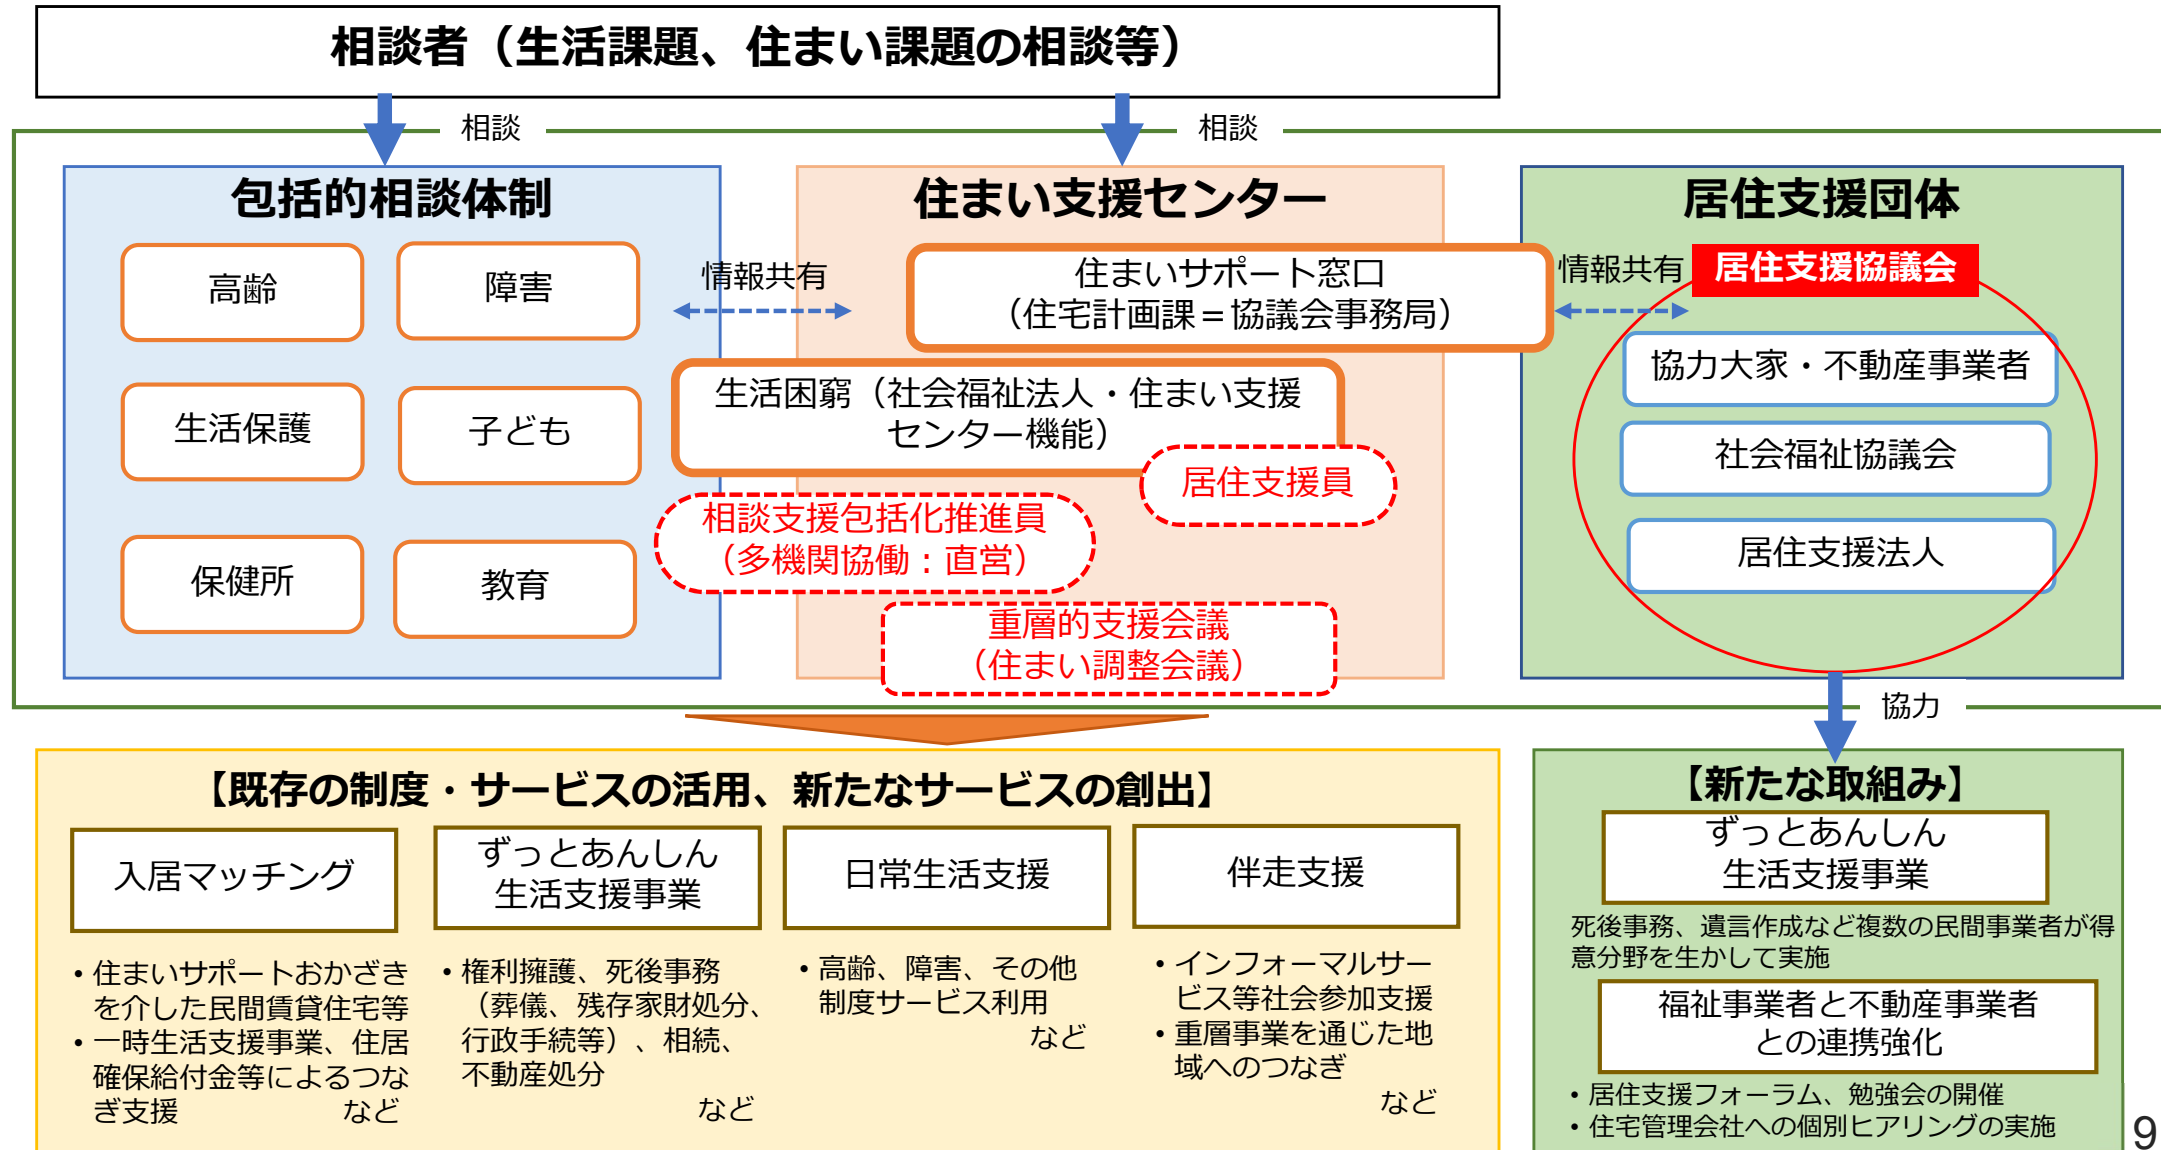 相談者（生活課題、住まい課題の相談等）
相談
相談
包括的相談体制
高齢
障害
生活保護
子ども
保健所
教育
情報共有
住まい支援センター
住まいサポート窓口
（住宅計画課＝協議会事務局）
生活困窮（社会福祉法人・住まい支援
センター機能）
居住支援員
相談支援包括化推進員
（多機関協働：直営）
重層的支援会議
（住まい調整会議）
情報共有
居住支援団体
居住支援協議会
協力大家・不動産事業者
社会福祉協議会
居住支援法人
協力
【既存の制度・サービスの活用、新たなサービスの創出】
入居マッチング
・住まいサポートおかざき
を介した民間賃貸住宅等
・一時生活支援事業、住居
確保給付金等によるつな
ぎ支援 など
ずっとあんしん
生活支援事業
・権利擁護、死後事務
（葬儀、残存家財処分、
行政手続等）、相続、
不動産処分
など
日常生活支援
・高齢、障害、その他
制度サービス利用
など
伴走支援
・インフォーマルサー
ビス等社会参加支援
・重層事業を通じた地
域へのつなぎ
など
【新たな取組み】
ずっとあんしん
生活支援事業
死後事務、遺言作成など複数の民間事業者が得
意分野を生かして実施
福祉事業者と不動産事業者
との連携強化
・居住支援フォーラム、勉強会の開催
・住宅管理会社への個別ヒアリングの実施
9